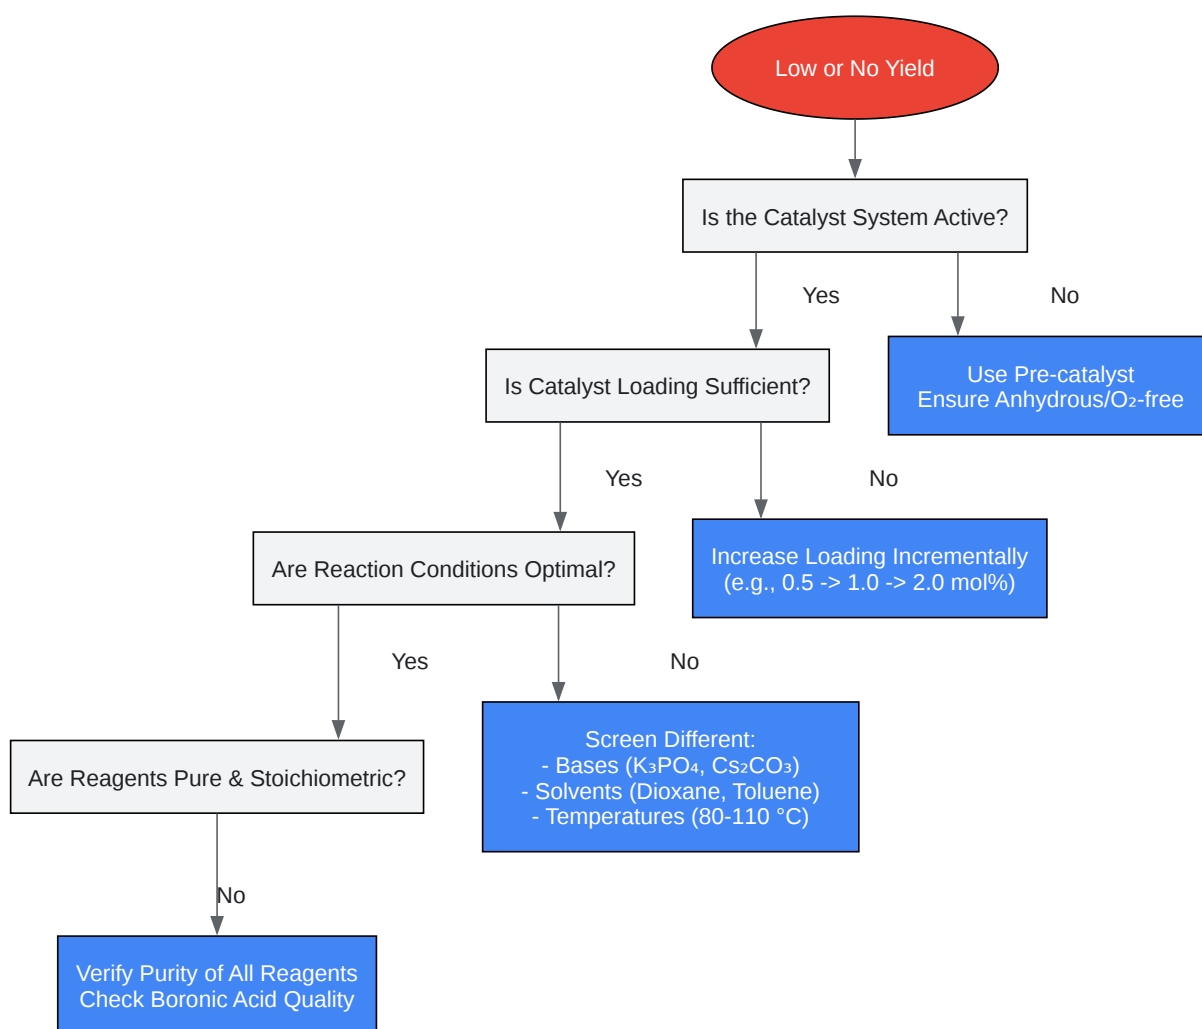 Low or No Yield
Is the Catalyst System Active?
Yes
No
Use Pre-catalyst
Ensure Anhydrous/O₂-free
Is Catalyst Loading Sufficient?
Yes
No
Increase Loading Incrementally
(e.g., 0.5 -> 1.0 -> 2.0 mol%)
Are Reaction Conditions Optimal?
Yes
No
Screen Different:
- Bases (K₃PO₄, Cs₂CO₃)
- Solvents (Dioxane, Toluene)
- Temperatures (80-110 °C)
Are Reagents Pure & Stoichiometric?
No
Verify Purity of All Reagents
Check Boronic Acid Quality